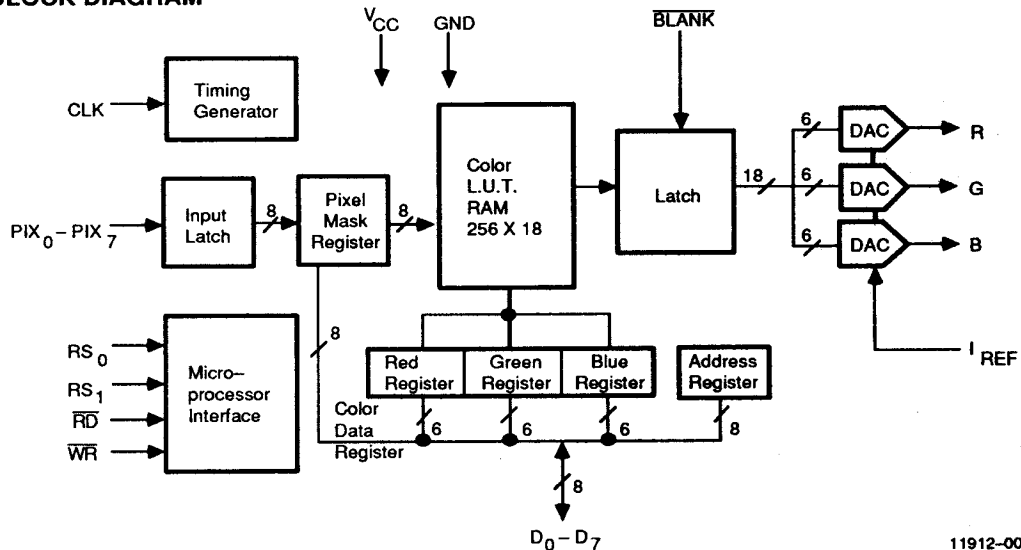 BLOCK DIAGRAM
VCC
GND
BLANK
CLK
Timing
Generator
PIX0 – PIX7
Input
Latch
8
Pixel
Mask
Register
8
Color
L.U.T.
RAM
256 X 18
Latch
18
6
DAC
R
6
DAC
G
6
DAC
B
IREF
8
RS0
RS1
RD
WR
Micro–
processor
Interface
Red
Register
Green
Register
Blue
Register
Address
Register
Color
Data
Register
6
6
6
8
8
D0 – D7
11912-00